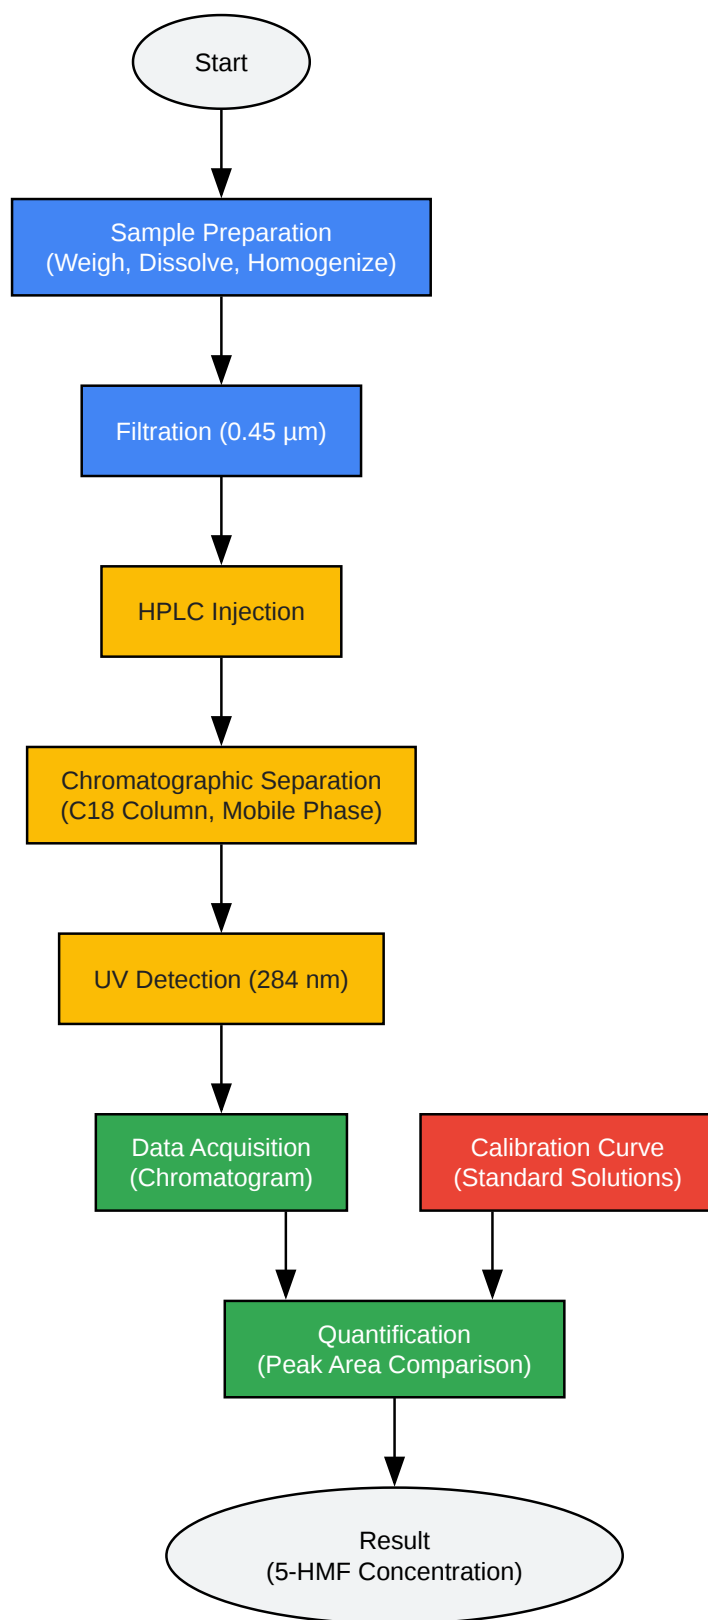 Start
Sample Preparation
(Weigh, Dissolve, Homogenize)
Filtration (0.45 µm)
HPLC Injection
Chromatographic Separation
(C18 Column, Mobile Phase)
UV Detection (284 nm)
Data Acquisition
(Chromatogram)
Calibration Curve
(Standard Solutions)
Quantification
(Peak Area Comparison)
Result
(5-HMF Concentration)